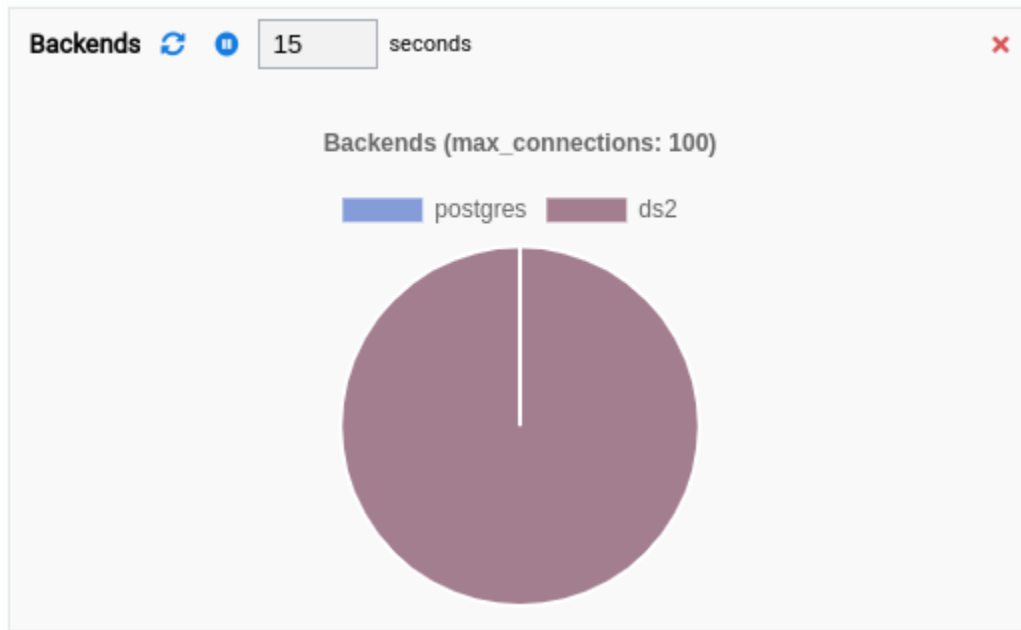 Backends 15 seconds
Backends (max_connections: 100)
postgres ds2